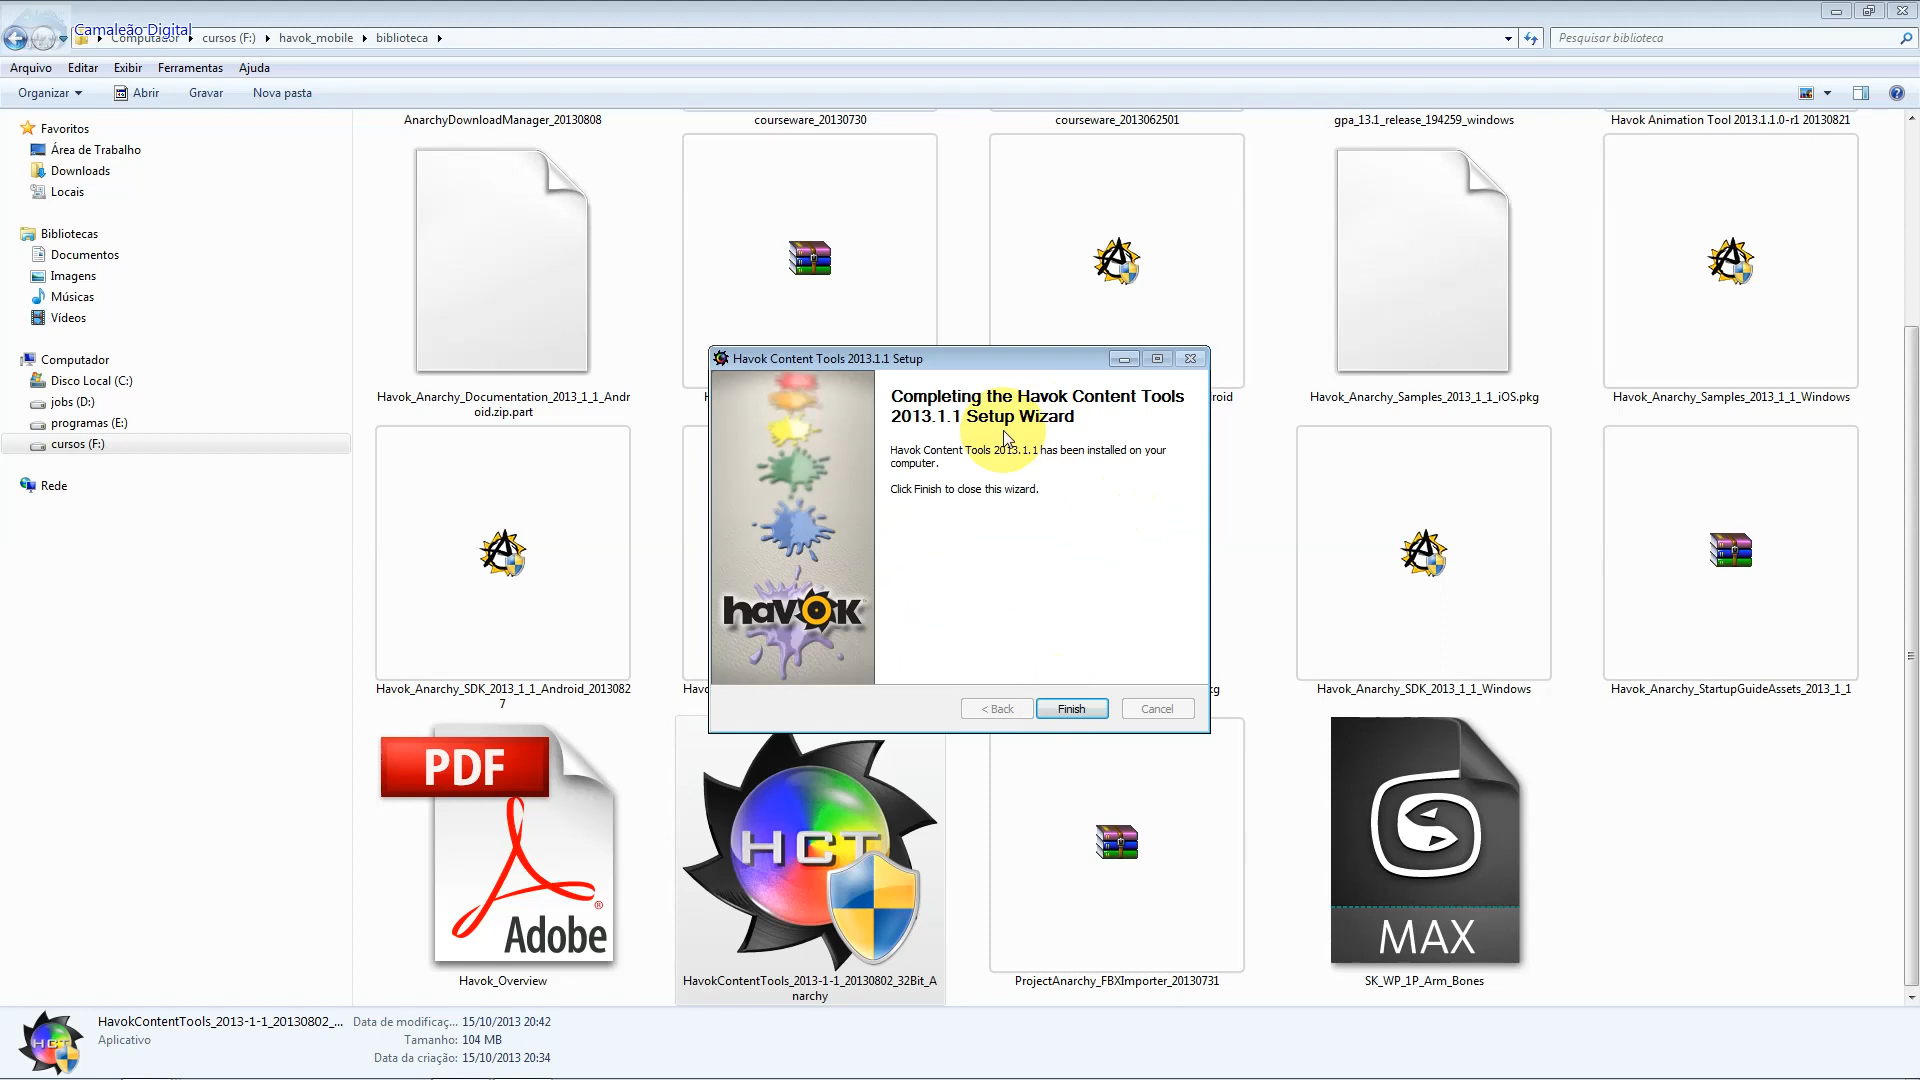 Camaleão Digital
Computador
cursos (F:)
havok_mobile
biblioteca
Pesquisar biblioteca
Arquivo Editar Exibir Ferramentas Ajuda
Organizar Abrir Gravar Nova pasta
Favoritos
Área de Trabalho
Downloads
Locais
Bibliotecas
Documentos
Imagens
Músicas
Vídeos
Computador
Disco Local (C:)
jobs (D:)
programas (E:)
cursos (F:)
Rede
AnarchyDownloadManager_20130808
courseware_20130730
courseware_2013062501
gpa_13.1_release_194259_windows
Havok Animation Tool 2013.1.1.0-r1 20130821
Havok_Anarchy_Documentation_2013_1_1_Andr
oid.zip.part
Havok_Anarchy_Samples_2013_1_1_iOS.pkg
Havok_Anarchy_Samples_2013_1_1_Windows
Havok Content Tools 2013.1.1 Setup
Completing the Havok Content Tools
2013.1.1 Setup Wizard
Havok Content Tools 2013.1.1 has been installed on your
computer.
Click Finish to close this wizard.
havok
< Back Finish Cancel
Havok_Anarchy_SDK_2013_1_1_Android_2013082
7
Havok_Anarchy_SDK_2013_1_1_Windows
Havok_Anarchy_StartupGuideAssets_2013_1_1
PDF
Adobe
HCT
MAX
Havok_Overview
HavokContentTools_2013-1-1_20130802_32Bit_A
narchy
ProjectAnarchy_FBXImporter_20130731
SK_WP_1P_Arm_Bones
HavokContentTools_2013-1-1_20130802_...
Aplicativo
Data de modificaç... 15/10/2013 20:42
Tamanho: 104 MB
Data da criação: 15/10/2013 20:34